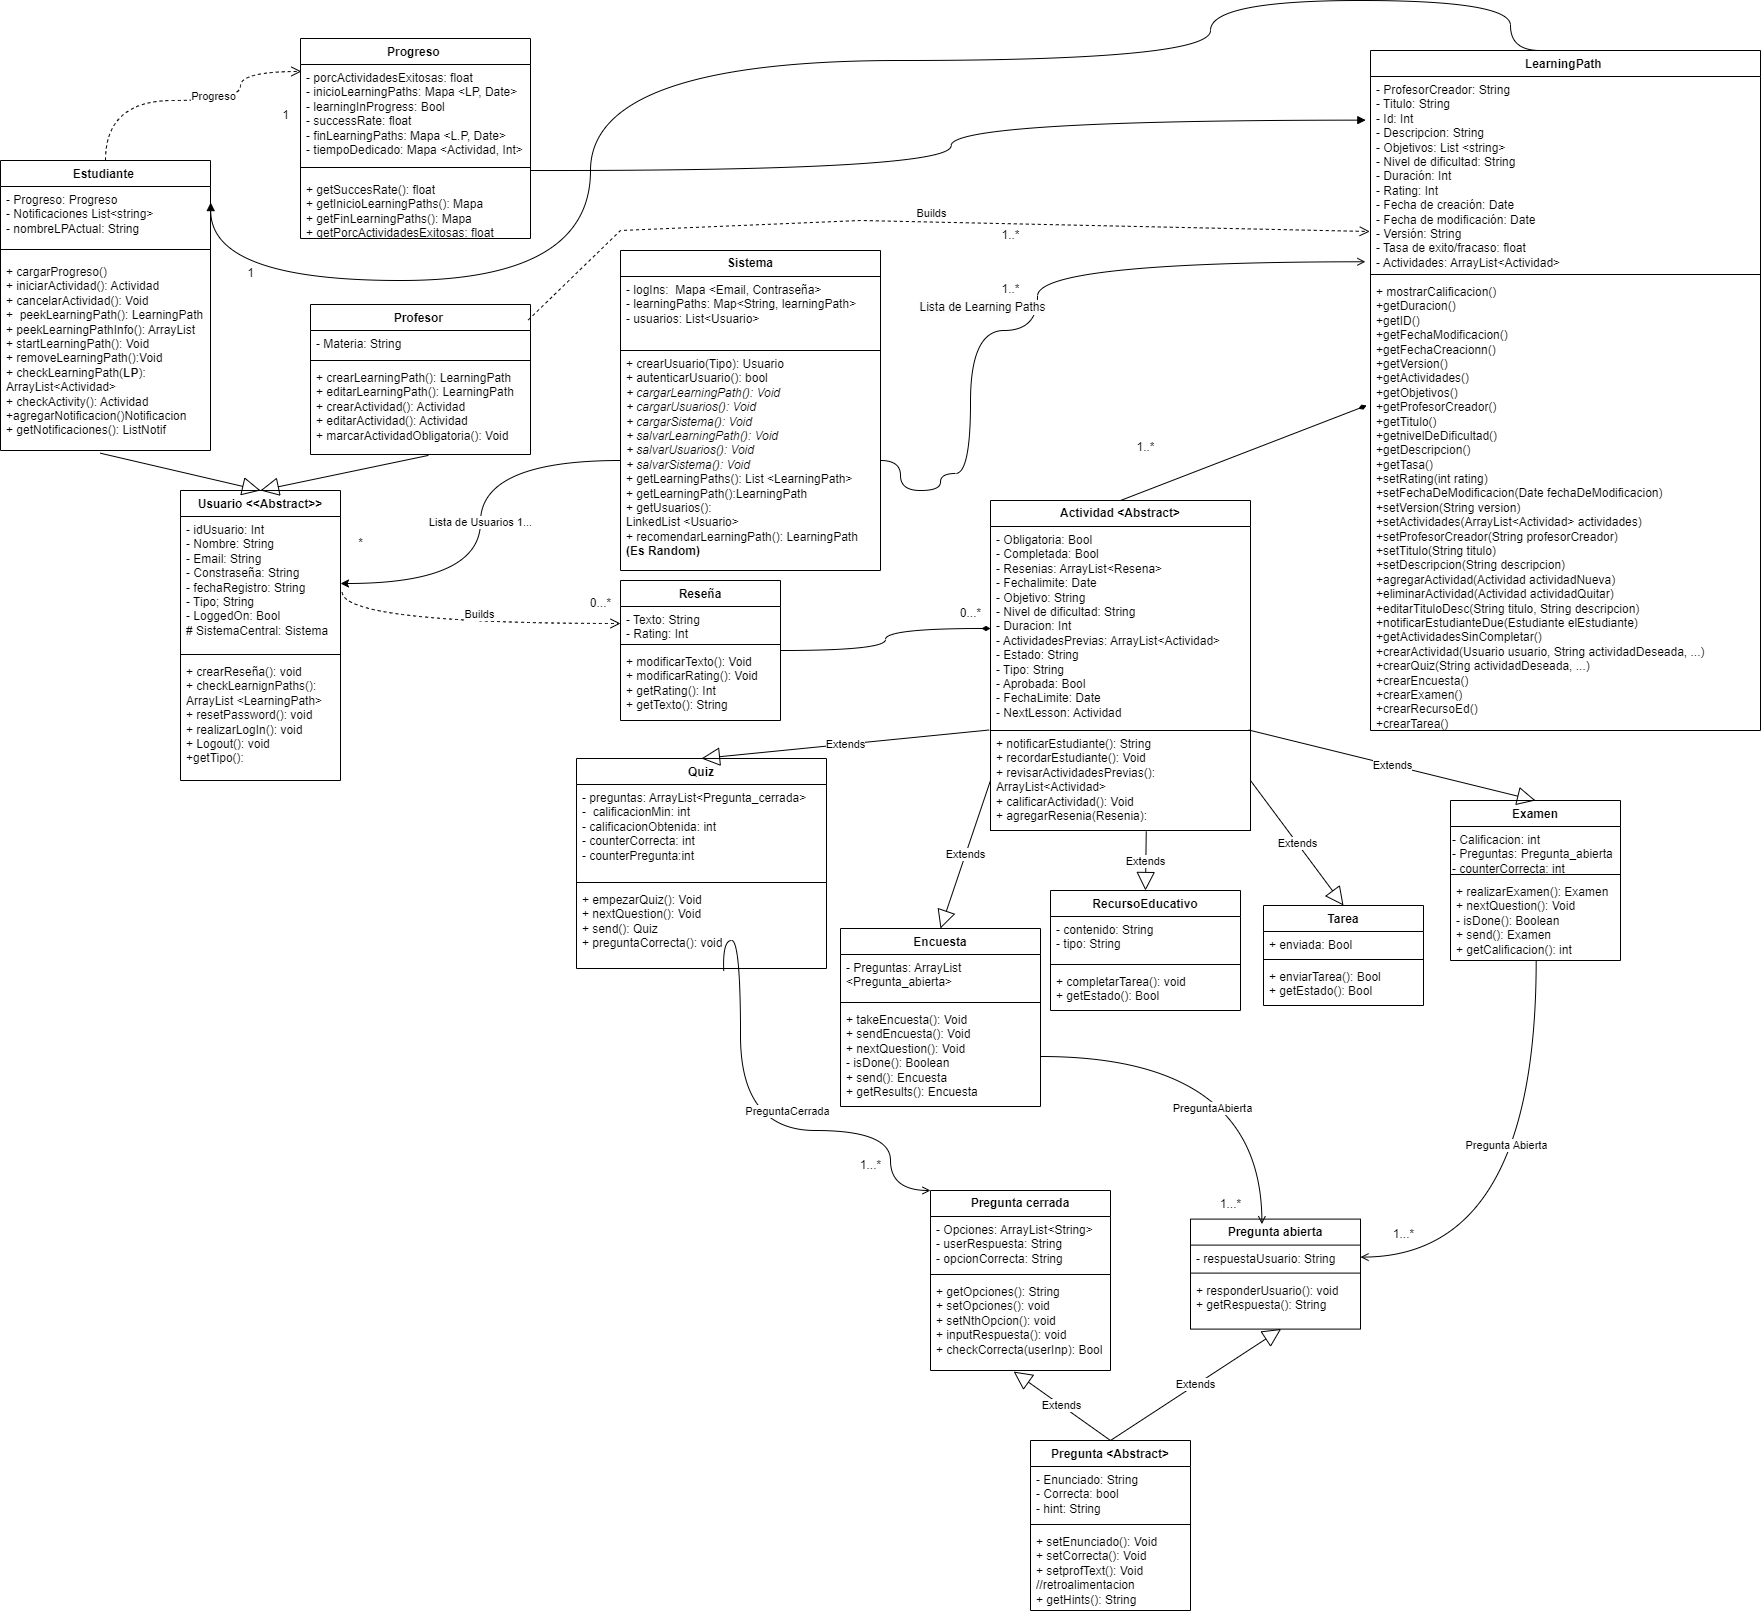 Progreso
- porcActividadesExitosas: float
- inicioLearningPaths: Mapa <LP, Date>
- learningInProgress: Bool
- successRate: float
- finLearningPaths: Mapa <L.P, Date>
- tiempoDedicado: Mapa <Actividad, Int>
+ getSuccesRate(): float
+ getInicioLearningPaths(): Mapa
+ getFinLearningPaths(): Mapa
+ getPorcActividadesExitosas: float
Progreso
1
LearningPath
- ProfesorCreador: String
- Titulo: String
- Id: Int
- Descripcion: String
- Objetivos: List <string>
- Nivel de dificultad: String
- Duración: Int
- Rating: Int
- Fecha de creación: Date
- Fecha de modificación: Date
- Versión: String
- Tasa de exito/fracaso: float
- Actividades: ArrayList<Actividad>
+ mostrarCalificacion()
+getDuracion()
+getID()
+getFechaModificacion()
+getFechaCreacionn()
+getVersion()
+getActividades()
+getObjetivos()
+getProfesorCreador()
+getTitulo()
+getnivelDeDificultad()
+getDescripcion()
+getTasa()
+setRating(int rating)
+setFechaDeModificacion(Date fechaDeModificacion)
+setVersion(String version)
+setActividades(ArrayList<Actividad> actividades)
+setProfesorCreador(String profesorCreador)
+setTitulo(String titulo)
+setDescripcion(String descripcion)
+agregarActividad(Actividad actividadNueva)
+eliminarActividad(Actividad actividadQuitar)
+editarTituloDesc(String titulo, String descripcion)
+notificarEstudianteDue(Estudiante elEstudiante)
+getActividadesSinCompletar()
+crearActividad(Usuario usuario, String actividadDeseada, ...)
+crearQuiz(String actividadDeseada, ...)
+crearEncuesta()
+crearExamen()
+crearRecursoEd()
+crearTarea()
Estudiante
- Progreso: Progreso
- Notificaciones List<string>
- nombreLPActual: String
+ cargarProgreso()
+ iniciarActividad(): Actividad
+ cancelarActividad(): Void
+  peekLearningPath(): LearningPath
+ peekLearningPathInfo(): ArrayList
+ startLearningPath(): Void
+ removeLearningPath():Void
+ checkLearningPath(LP):
ArrayList<Actividad>
+ checkActivity(): Actividad
+agregarNotificacion()Notificacion
+ getNotificaciones(): ListNotif
1
Builds
1..*
Profesor
- Materia: String
+ crearLearningPath(): LearningPath
+ editarLearningPath(): LearningPath
+ crearActividad(): Actividad
+ editarActividad(): Actividad
+ marcarActividadObligatoria(): Void
Sistema
- logIns:  Mapa <Email, Contraseña>
- learningPaths: Map<String, learningPath>
- usuarios: List<Usuario>
+ crearUsuario(Tipo): Usuario
+ autenticarUsuario(): bool
+ cargarLearningPath(): Void
+ cargarUsuarios(): Void
+ cargarSistema(): Void
+ salvarLearningPath(): Void
+ salvarUsuarios(): Void
+ salvarSistema(): Void
+ getLearningPaths(): List <LearningPath>
+ getLearningPath():LearningPath
+ getUsuarios():
LinkedList <Usuario>
+ recomendarLearningPath(): LearningPath
(Es Random)
1..*
Lista de Learning Paths
1..*
Usuario <<Abstract>>
- idUsuario: Int
- Nombre: String
- Email: String
- Constraseña: String
- fechaRegistro: String
- Tipo; String
- LoggedOn: Bool
# SistemaCentral: Sistema
+ crearReseña(): void
+ checkLearnignPaths():
ArrayList <LearningPath>
+ resetPassword(): void
+ realizarLogIn(): void
+ Logout(): void
+getTipo():
Lista de Usuarios 1...
*
Builds
0...*
Reseña
- Texto: String
- Rating: Int
+ modificarTexto(): Void
+ modificarRating(): Void
+ getRating(): Int
+ getTexto(): String
0...*
Actividad <Abstract>
- Obligatoria: Bool
- Completada: Bool
- Resenias: ArrayList<Resena>
- Fechalimite: Date
- Objetivo: String
- Nivel de dificultad: String
- Duracion: Int
- ActividadesPrevias: ArrayList<Actividad>
- Estado: String
- Tipo: String
- Aprobada: Bool
- FechaLimite: Date
- NextLesson: Actividad
+ notificarEstudiante(): String
+ recordarEstudiante(): Void
+ revisarActividadesPrevias():
ArrayList<Actividad>
+ calificarActividad(): Void
+ agregarResenia(Resenia):
Extends
Extends
Extends
Extends
Extends
Quiz
- preguntas: ArrayList<Pregunta_cerrada>
-  calificacionMin: int
- calificacionObtenida: int
- counterCorrecta: int
- counterPregunta:int
+ empezarQuiz(): Void
+ nextQuestion(): Void
+ send(): Quiz
+ preguntaCorrecta(): void
Encuesta
- Preguntas: ArrayList
<Pregunta_abierta>
+ takeEncuesta(): Void
+ sendEncuesta(): Void
+ nextQuestion(): Void
- isDone(): Boolean
+ send(): Encuesta
+ getResults(): Encuesta
RecursoEducativo
- contenido: String
- tipo: String
+ completarTarea(): void
+ getEstado(): Bool
Tarea
+ enviada: Bool
+ enviarTarea(): Bool
+ getEstado(): Bool
Examen
- Calificacion: int
- Preguntas: Pregunta_abierta
- counterCorrecta: int
+ realizarExamen(): Examen
+ nextQuestion(): Void
- isDone(): Boolean
+ send(): Examen
+ getCalificacion(): int
PreguntaCerrada
1...*
PreguntaAbierta
1...*
Pregunta Abierta
1...*
Pregunta cerrada
- Opciones: ArrayList<String>
- userRespuesta: String
- opcionCorrecta: String
+ getOpciones(): String
+ setOpciones(): void
+ setNthOpcion(): void
+ inputRespuesta(): void
+ checkCorrecta(userInp): Bool
Pregunta abierta
- respuestaUsuario: String
+ responderUsuario(): void
+ getRespuesta(): String
Extends
Extends
Pregunta <Abstract>
- Enunciado: String
- Correcta: bool
- hint: String
+ setEnunciado(): Void
+ setCorrecta(): Void
+ setprofText(): Void
//retroalimentacion
+ getHints(): String